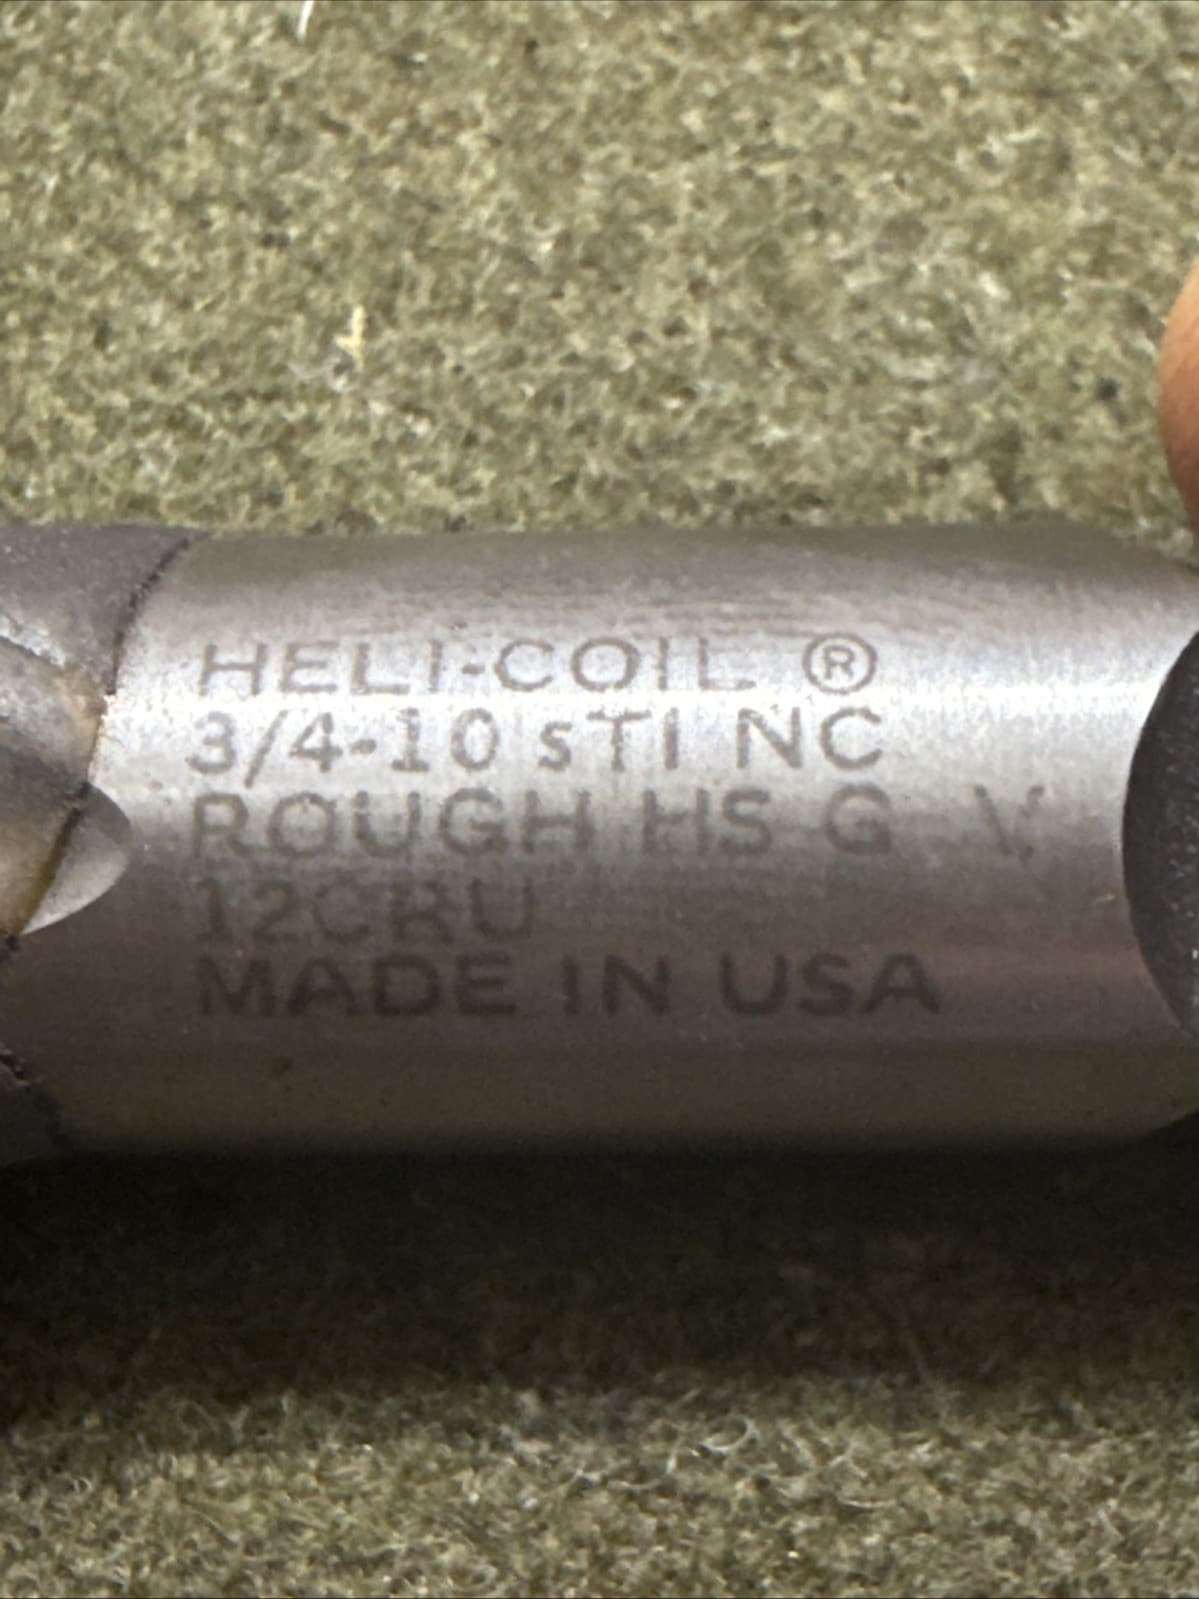 HELI-COIL ®
3/4-10 STI NC
ROUGH HS G V
12CRU
MADE IN USA